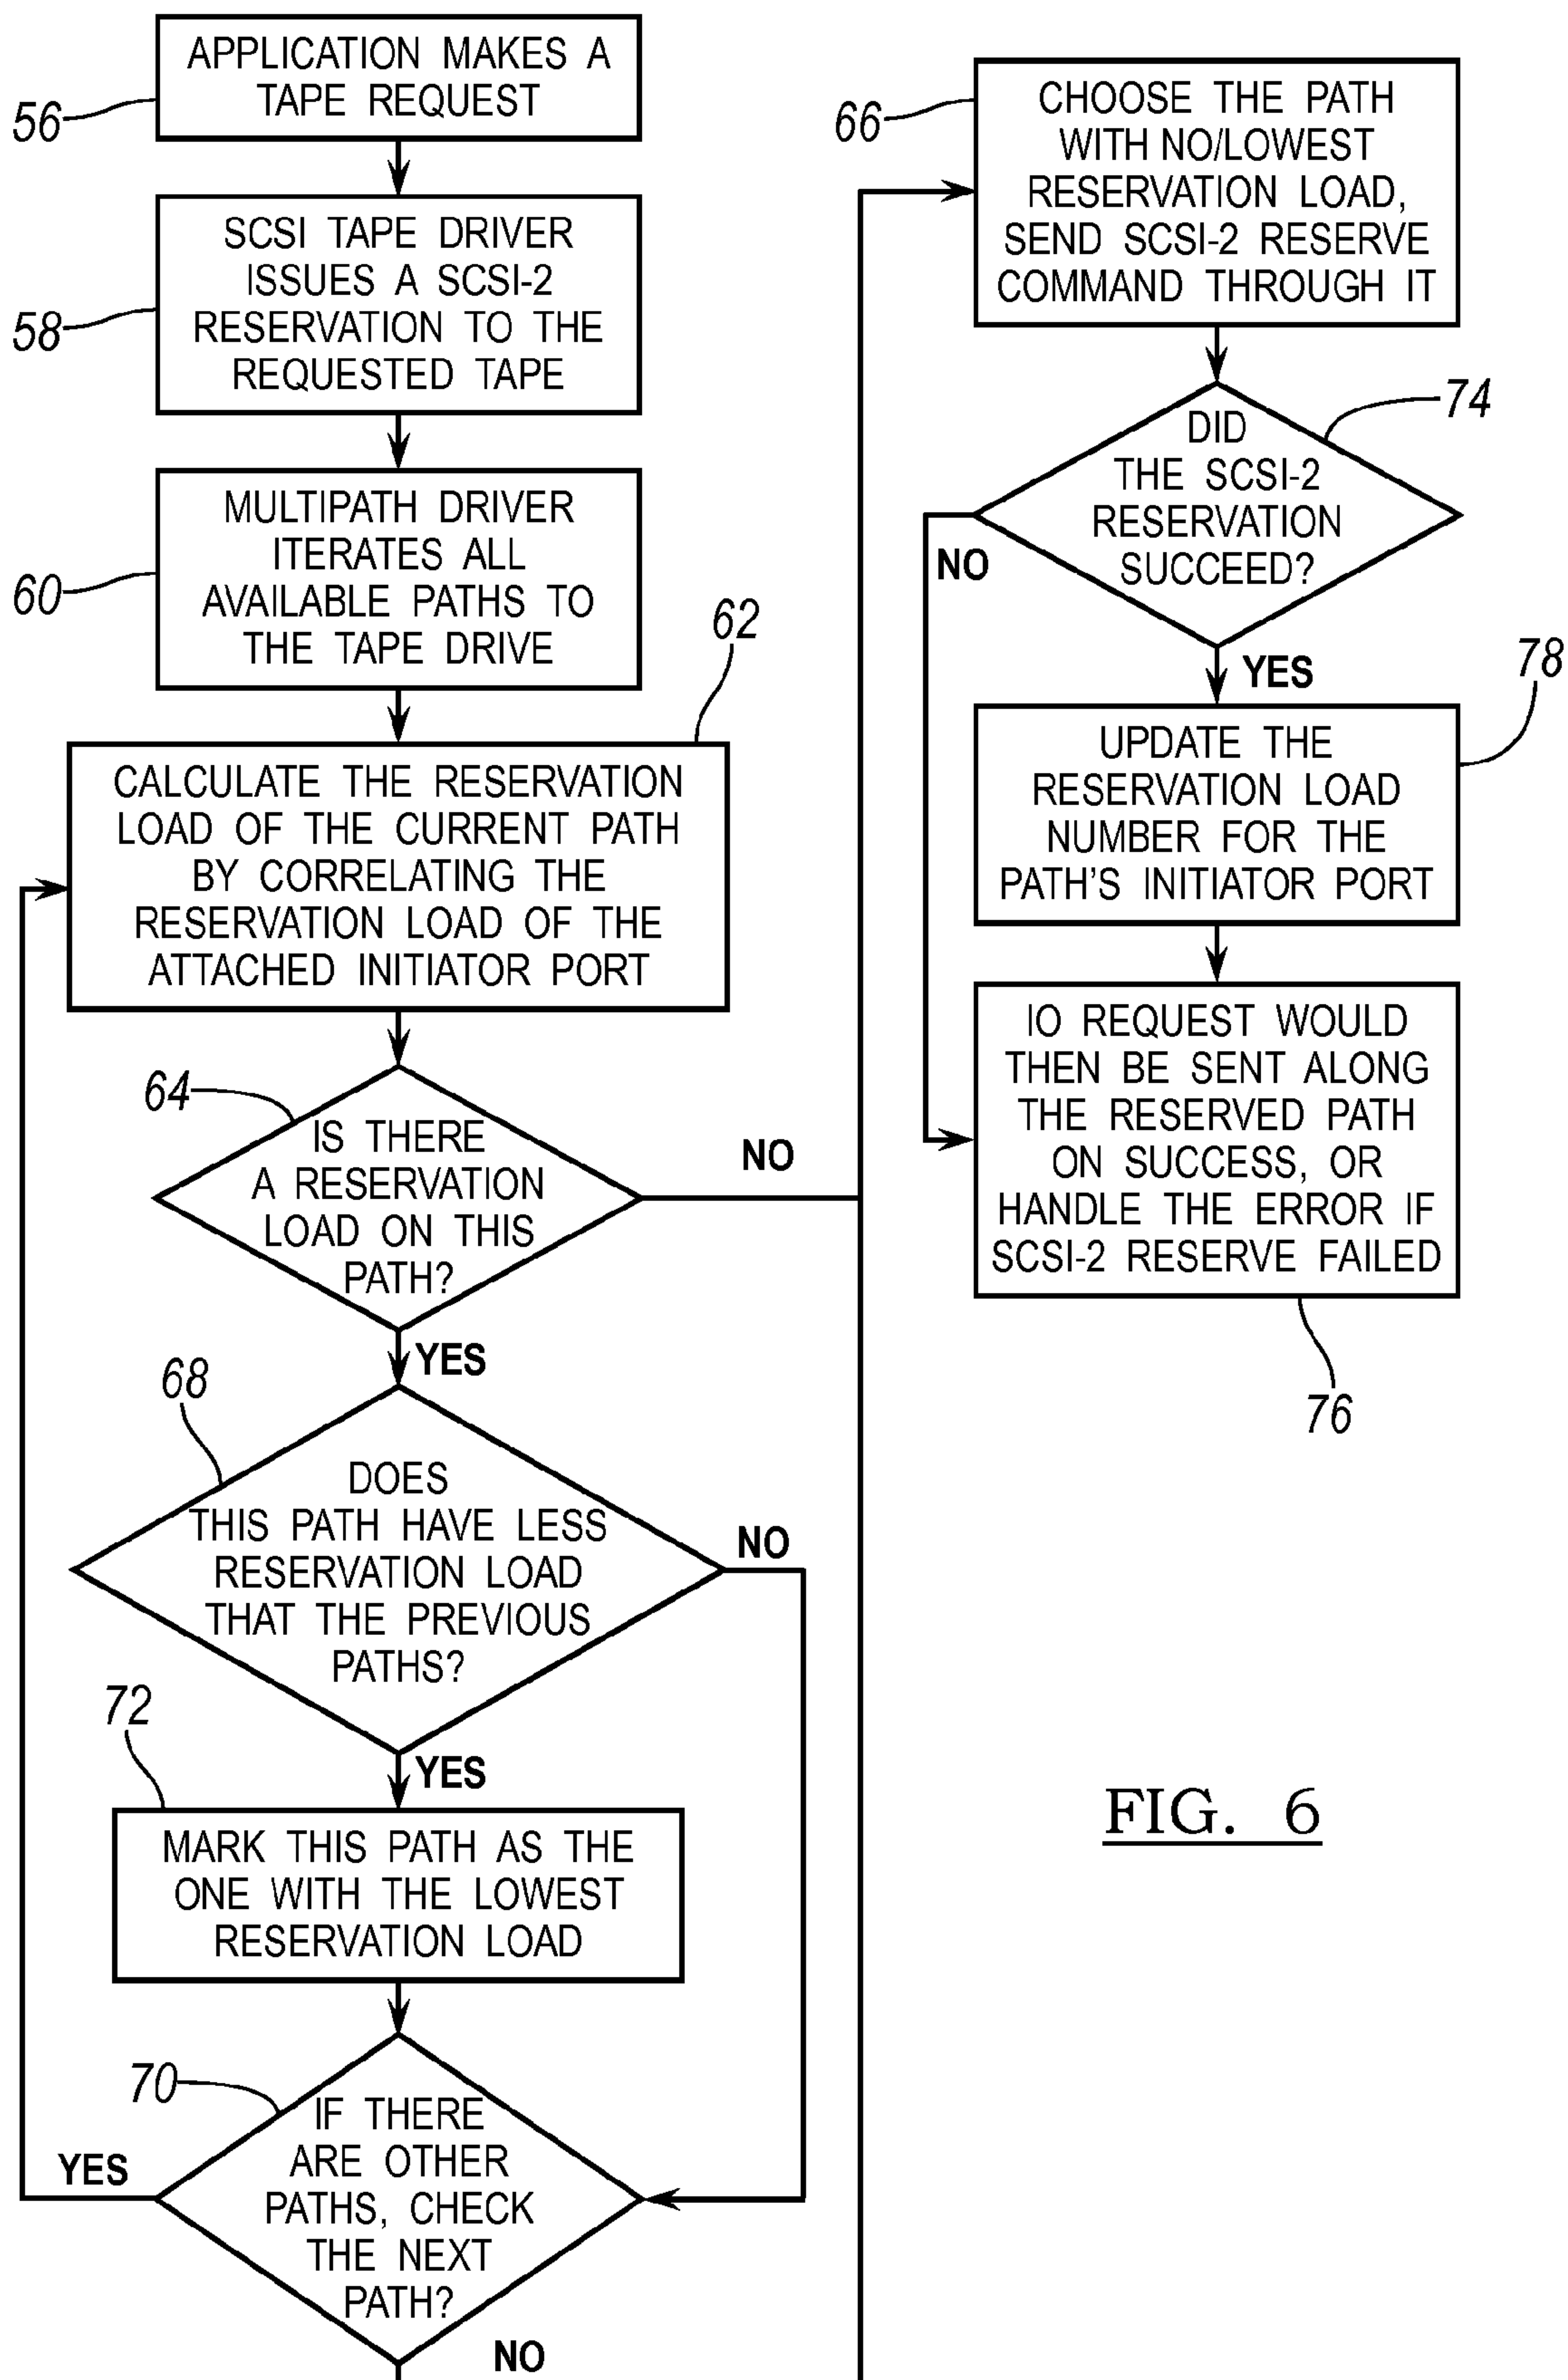 APPLICATION MAKES A
TAPE REQUEST
56
SCSI TAPE DRIVER
ISSUES A SCSI-2
RESERVATION TO THE
REQUESTED TAPE
58
MULTIPATH DRIVER
ITERATES ALL
AVAILABLE PATHS TO
THE TAPE DRIVE
60
62
CALCULATE THE RESERVATION
LOAD OF THE CURRENT PATH
BY CORRELATING THE
RESERVATION LOAD OF THE
ATTACHED INITIATOR PORT
64
IS THERE
A RESERVATION
LOAD ON THIS
PATH?
NO
YES
68
DOES
THIS PATH HAVE LESS
RESERVATION LOAD
THAT THE PREVIOUS
PATHS?
NO
YES
72
MARK THIS PATH AS THE
ONE WITH THE LOWEST
RESERVATION LOAD
70
IF THERE
ARE OTHER
PATHS, CHECK
THE NEXT
PATH?
YES
NO
66
CHOOSE THE PATH
WITH NO/LOWEST
RESERVATION LOAD,
SEND SCSI-2 RESERVE
COMMAND THROUGH IT
74
DID
THE SCSI-2
RESERVATION
SUCCEED?
NO
YES
78
UPDATE THE
RESERVATION LOAD
NUMBER FOR THE
PATH'S INITIATOR PORT
IO REQUEST WOULD
THEN BE SENT ALONG
THE RESERVED PATH
ON SUCCESS, OR
HANDLE THE ERROR IF
SCSI-2 RESERVE FAILED
76
FIG. 6